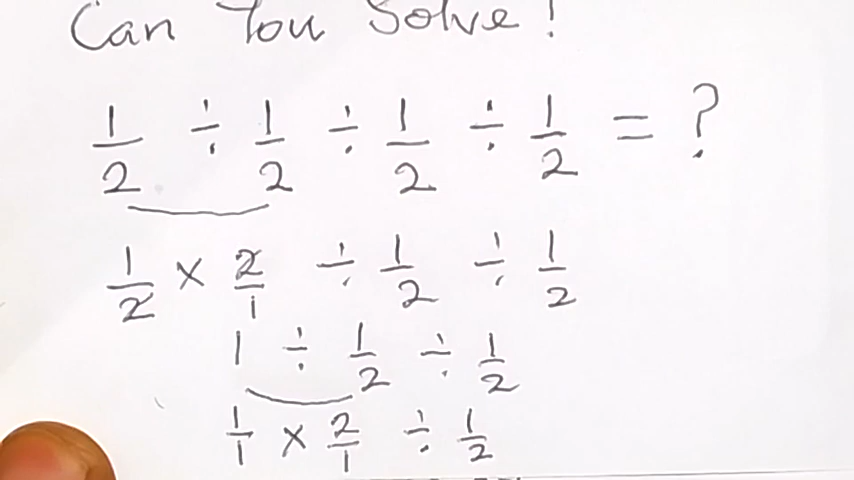 Can You Solve!
1/2 ÷ 1/2 ÷ 1/2 ÷ 1/2 = ?
1/2 × 2/1 ÷ 1/2 ÷ 1/2
1 ÷ 1/2 ÷ 1/2
1/1 × 2/1 ÷ 1/2